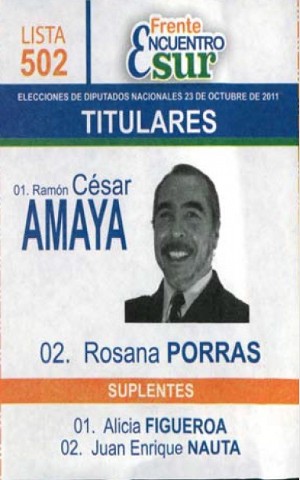 LISTA
502
Frente
ENCUENTRO
sur
ELECCIONES DE DIPUTADOS NACIONALES 23 DE OCTUBRE DE 2011
TITULARES
01. Ramón César
AMAYA
02. Rosana PORRAS
SUPLENTES
01. Alicia FIGUEROA
02. Juan Enrique NAUTA